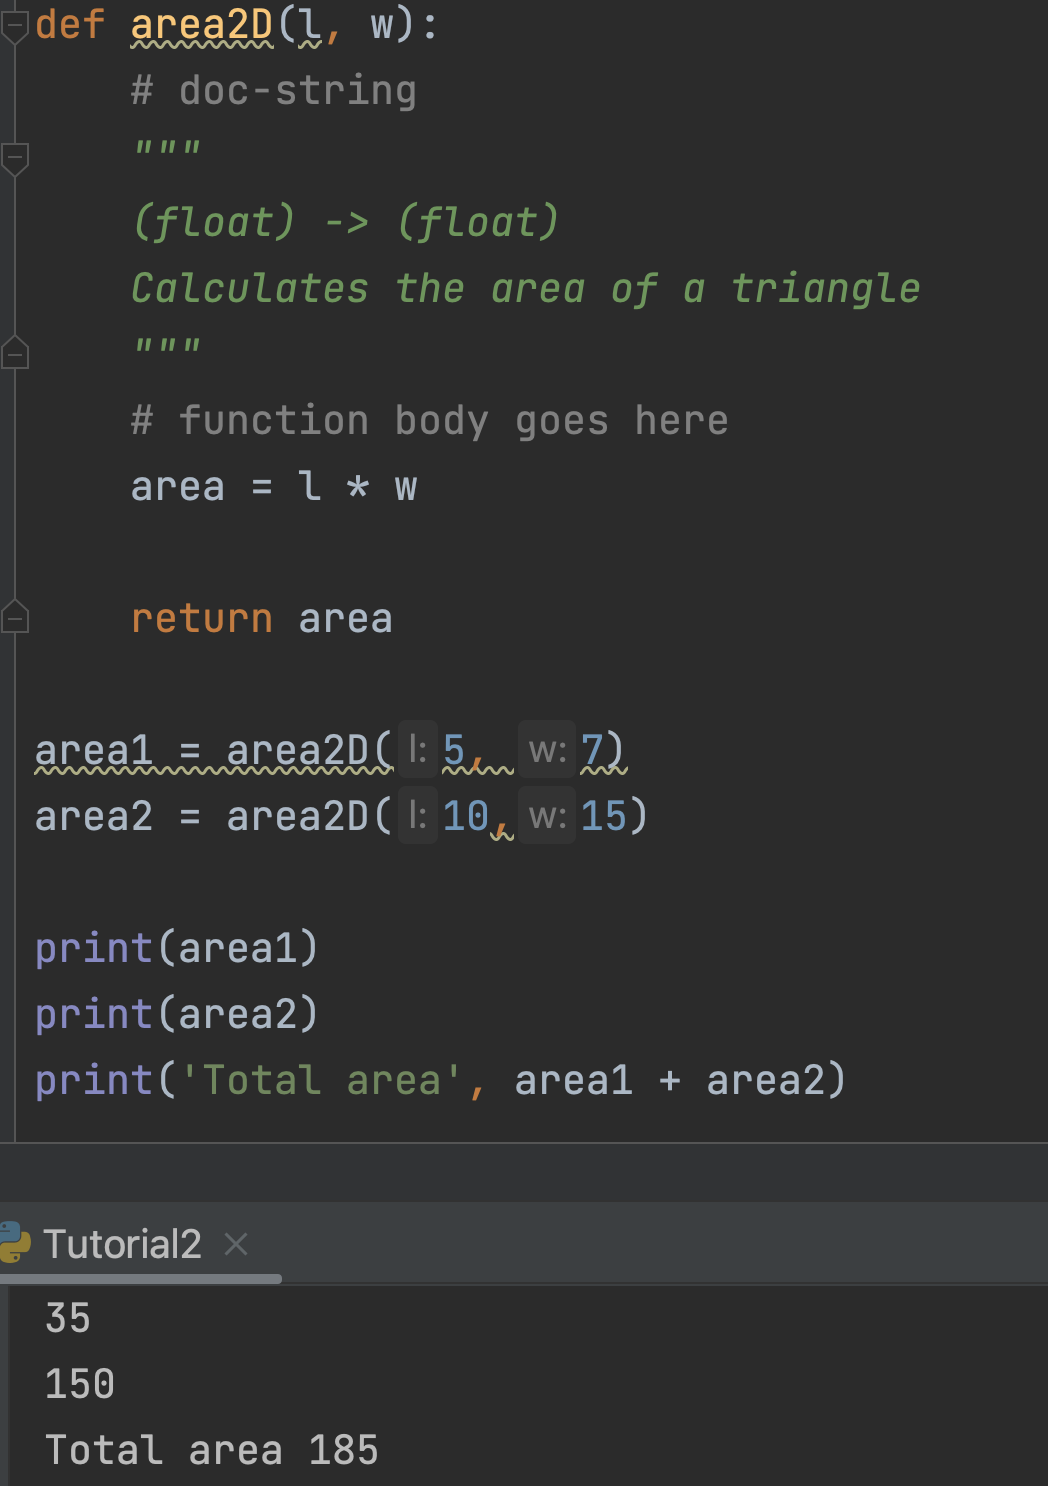 def area2D(l, w):
    # doc-string
    """
    (float) -> (float)
    Calculates the area of a triangle
    """
    # function body goes here
    area = l * w
    return area
area1 = area2D( l: 5, w: 7)
area2 = area2D( l: 10, w: 15)
print(area1)
print(area2)
print('Total area', area1 + area2)
Tutorial2 ×
35
150
Total area 185